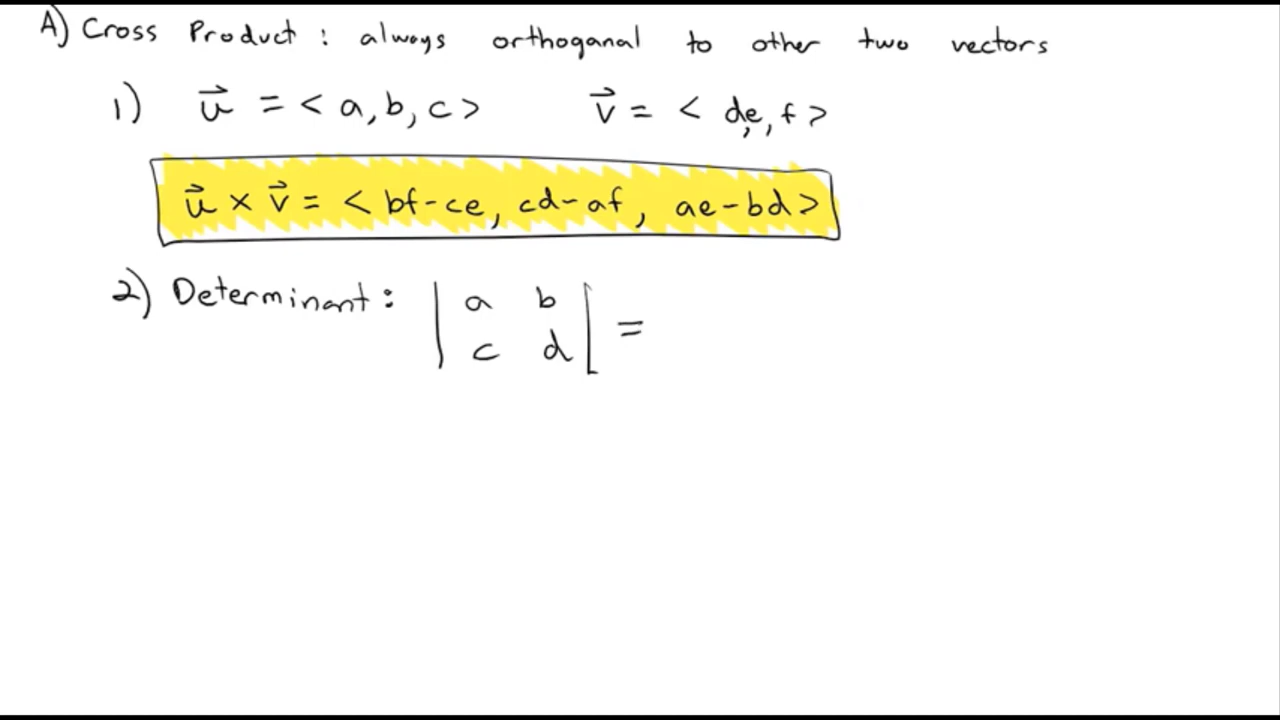 A) Cross Product : always orthoganal to other two vectors
1) u⃗ = < a, b, c > v⃗ = < d, e, f >
u⃗ × v⃗ = < bf-ce, cd-af, ae-bd >
2) Determinant : | a b | =
| c d |